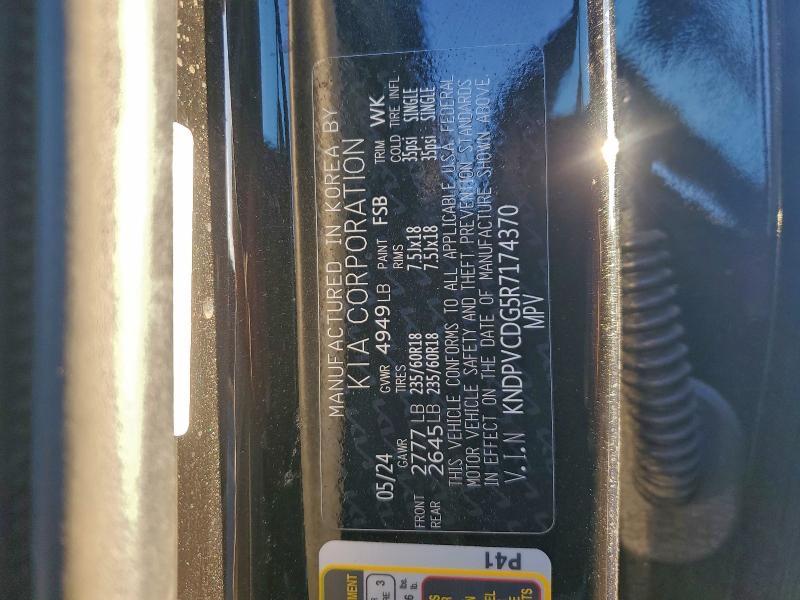 MANUFACTURED IN KOREA BY
KIA CORPORATION
05/24 GVWR 4949LB PAINT FSB TRIM WK
GAWR TIRES RIMS COLD TIRE INFL
FRONT 2777LB 235/60R18 7.5Jx18 35psi SINGLE
REAR 2645LB 235/60R18 7.5Jx18 35psi SINGLE
THIS VEHICLE CONFORMS TO ALL APPLICABLE U.S.A. FEDERAL
MOTOR VEHICLE SAFETY AND THEFT PREVENTION STANDARDS
IN EFFECT ON THE DATE OF MANUFACTURE SHOWN ABOVE.
V.I.N KNDPVCDG5R7174370
MPV
P41
3
lbs.
lb.